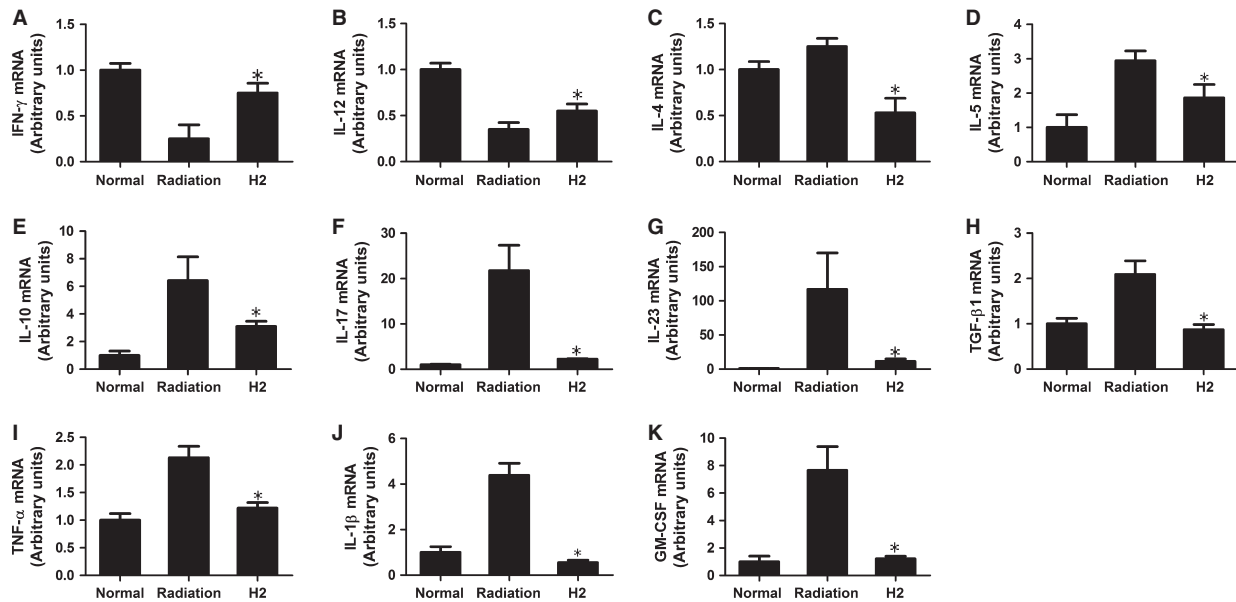 A
IFN-γ mRNA
(Arbitrary units)
1.5
1.0
0.5
0.0
*
Normal Radiation H2
B
IL-12 mRNA
(Arbitrary units)
1.5
1.0
0.5
0.0
*
Normal Radiation H2
C
IL-4 mRNA
(Arbitrary units)
1.5
1.0
0.5
0.0
*
Normal Radiation H2
D
IL-5 mRNA
(Arbitrary units)
4
3
2
1
0
*
Normal Radiation H2
E
IL-10 mRNA
(Arbitrary units)
10
8
6
4
2
0
*
Normal Radiation H2
F
IL-17 mRNA
(Arbitrary units)
30
20
10
0
*
Normal Radiation H2
G
IL-23 mRNA
(Arbitrary units)
200
150
100
50
0
*
Normal Radiation H2
H
TGF-β1 mRNA
(Arbitrary units)
3
2
1
0
*
Normal Radiation H2
I
TNF-α mRNA
(Arbitrary units)
2.5
2.0
1.5
1.0
0.5
0.0
*
Normal Radiation H2
J
IL-1β mRNA
(Arbitrary units)
6
4
2
0
*
Normal Radiation H2
K
GM-CSF mRNA
(Arbitrary units)
10
8
6
4
2
0
*
Normal Radiation H2